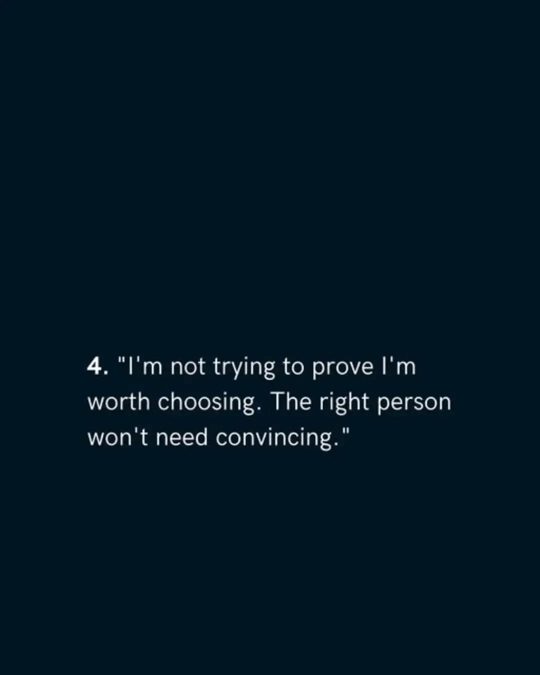 4. "I'm not trying to prove I'm
worth choosing. The right person
won't need convincing."